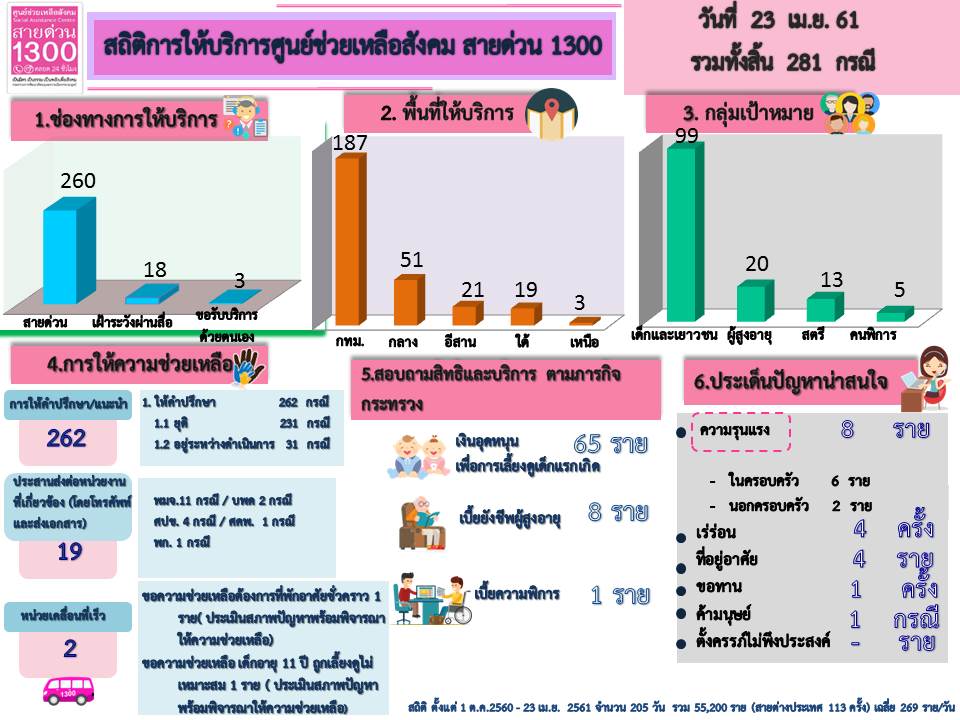 ศูนย์ช่วยเหลือสังคม
Social Assistance Center
สายด่วน
1300
ตลอด 24 ชั่วโมง
สถิติการให้บริการศูนย์ช่วยเหลือสังคม สายด่วน 1300
วันที่ 23 เม.ย. 61
รวมทั้งสิ้น 281 กรณี
1.ช่องทางการให้บริการ
260
18
3
สายด่วน
เฝ้าระวังผ่านสื่อ
ขอรับบริการ
ด้วยตนเอง
2. พื้นที่ให้บริการ
187
51
21
19
3
กทม.
กลาง
อีสาน
ใต้
เหนือ
3. กลุ่มเป้าหมาย
99
20
13
5
เด็กและเยาวชน
ผู้สูงอายุ
สตรี
คนพิการ
4.การให้ความช่วยเหลือ
การให้คำปรึกษา/แนะนำ
262
1. ให้คำปรึกษา 262 กรณี
1.1 ยุติ 231 กรณี
1.2 อยู่ระหว่างดำเนินการ 31 กรณี
ประสานส่งต่อหน่วยงาน
ที่เกี่ยวข้อง (โดยโทรศัพท์
และส่งเอกสาร)
19
พมจ.11 กรณี / บพด 2 กรณี
สปข. 4 กรณี / ศคพ. 1 กรณี
พก. 1 กรณี
หน่วยเคลื่อนที่เร็ว
2
1300
ขอความช่วยเหลือต้องการที่พักอาศัยชั่วคราว 1
ราย( ประเมินสภาพปัญหาพร้อมพิจารณา
ให้ความช่วยเหลือ)
ขอความช่วยเหลือ เด็กอายุ 11 ปี ถูกเลี้ยงดูไม่
เหมาะสม 1 ราย ( ประเมินสภาพปัญหา
พร้อมพิจารณาให้ความช่วยเหลือ)
5.สอบถามสิทธิและบริการ ตามภารกิจ
กระทรวง
เงินอุดหนุน 65 ราย
เพื่อการเลี้ยงดูเด็กแรกเกิด
เบี้ยยังชีพผู้สูงอายุ 8 ราย
เบี้ยความพิการ 1 ราย
6.ประเด็นปัญหาน่าสนใจ
ความรุนแรง 8 ราย
- ในครอบครัว 6 ราย
- นอกครอบครัว 2 ราย
เร่ร่อน 4 ครั้ง
ที่อยู่อาศัย 4 ราย
ขอทาน 1 ครั้ง
ค้ามนุษย์ 1 กรณี
ตั้งครรภ์ไม่พึงประสงค์ - ราย
สถิติ ตั้งแต่ 1 ต.ค.2560 - 23 เม.ย. 2561 จำนวน 205 วัน รวม 55,200 ราย (สายต่างประเทศ 113 ครั้ง) เฉลี่ย 269 ราย/วัน